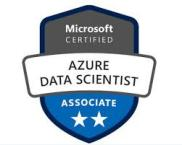 Microsoft
CERTIFIED
AZURE
DATA SCIENTIST
ASSOCIATE